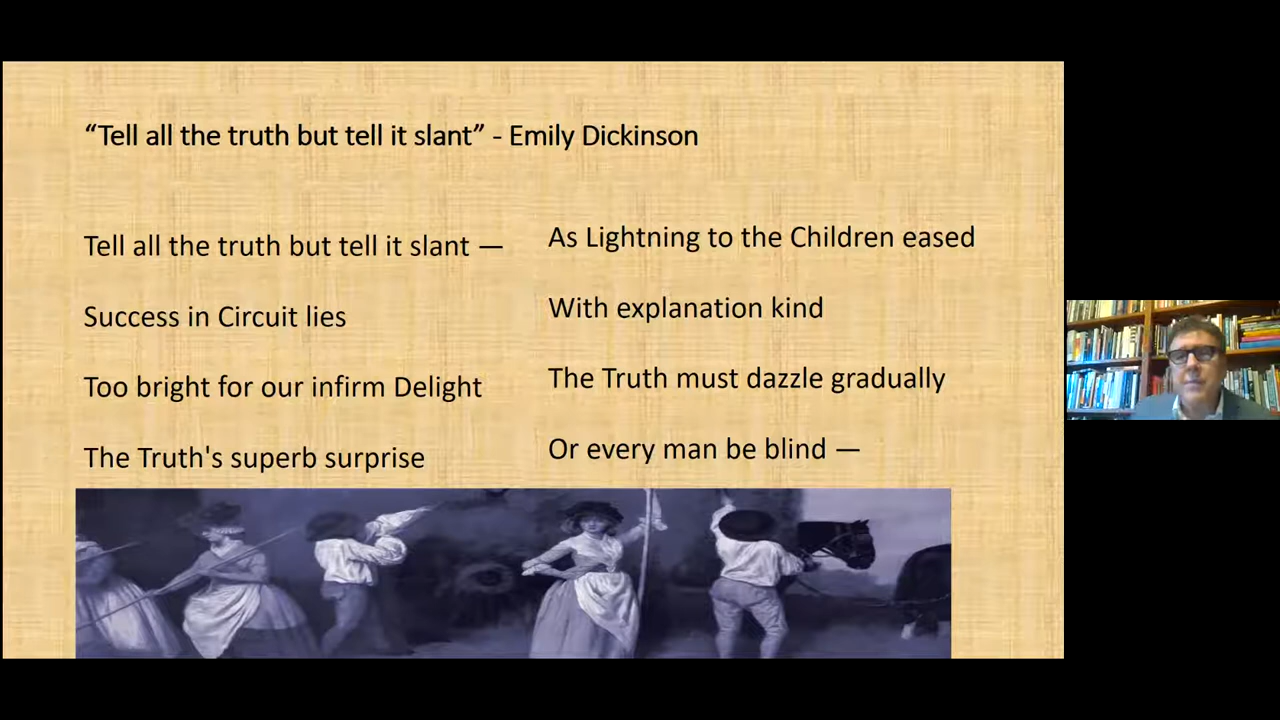 “Tell all the truth but tell it slant” - Emily Dickinson
Tell all the truth but tell it slant —
Success in Circuit lies
Too bright for our infirm Delight
The Truth's superb surprise
As Lightning to the Children eased
With explanation kind
The Truth must dazzle gradually
Or every man be blind —